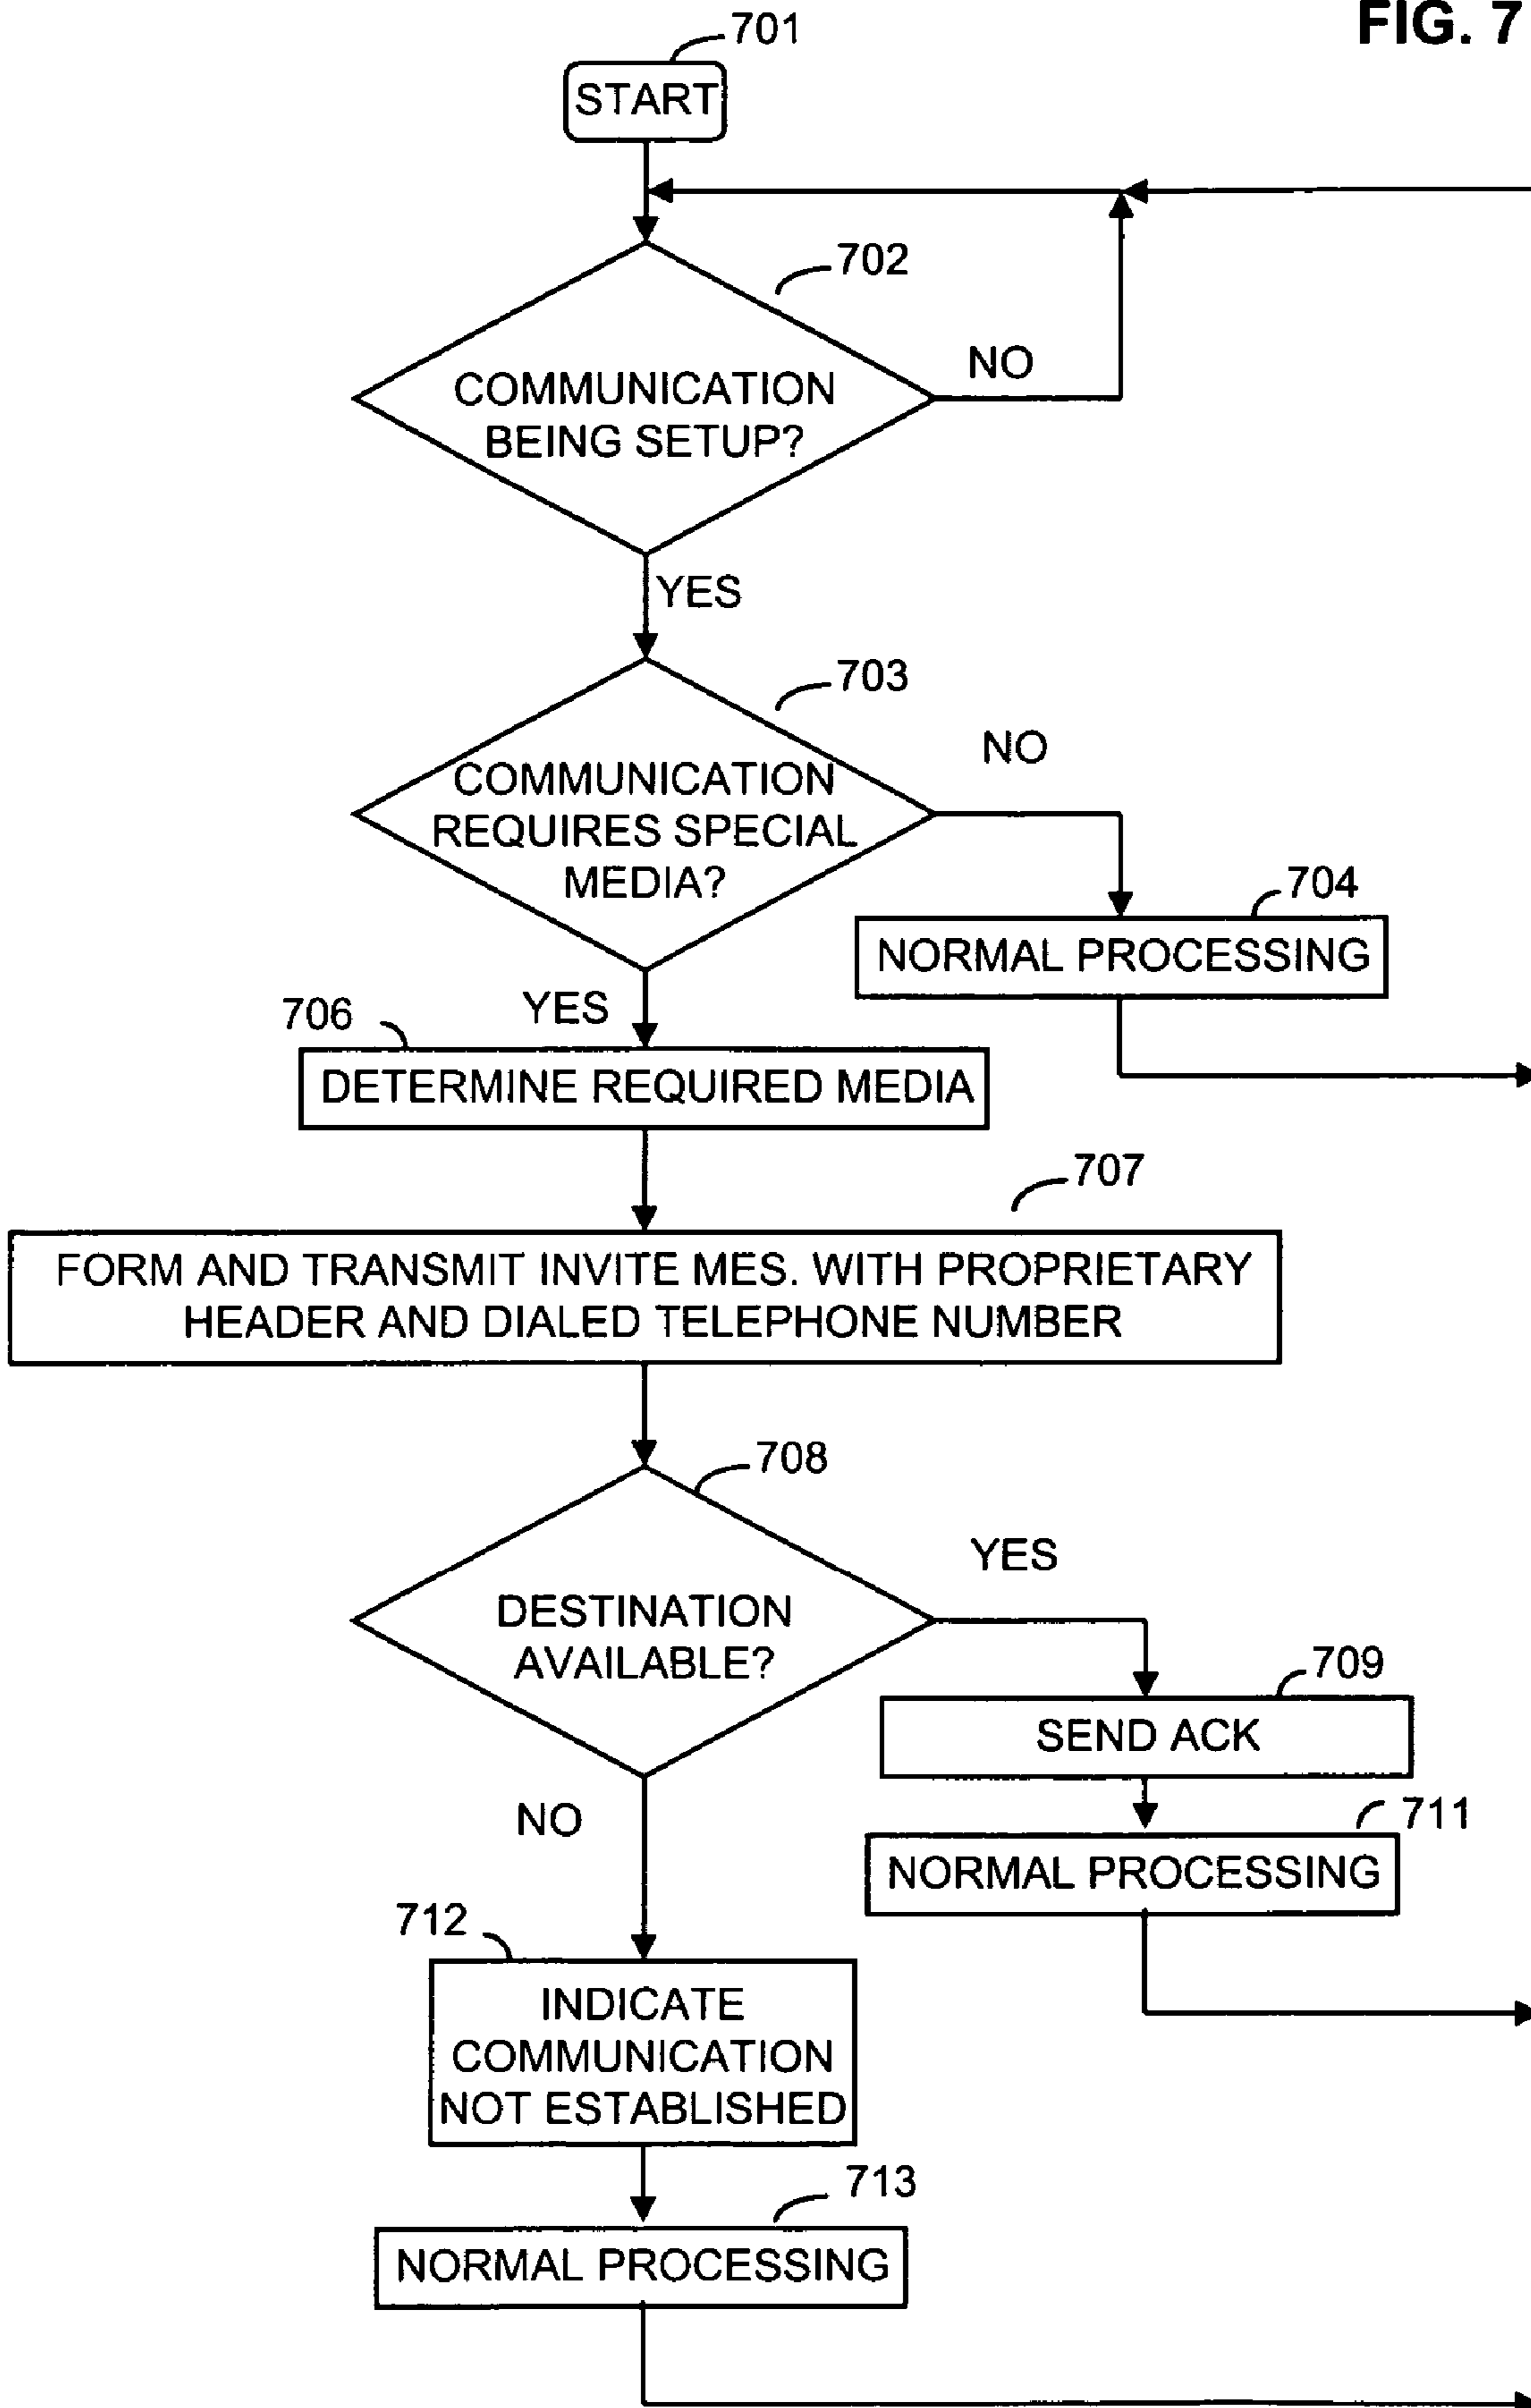 FIG. 7
701
START
702
COMMUNICATION
BEING SETUP?
NO
YES
703
COMMUNICATION
REQUIRES SPECIAL
MEDIA?
NO
704
NORMAL PROCESSING
YES
706
DETERMINE REQUIRED MEDIA
707
FORM AND TRANSMIT INVITE MES. WITH PROPRIETARY
HEADER AND DIALED TELEPHONE NUMBER
708
DESTINATION
AVAILABLE?
YES
709
SEND ACK
711
NORMAL PROCESSING
NO
712
INDICATE
COMMUNICATION
NOT ESTABLISHED
713
NORMAL PROCESSING